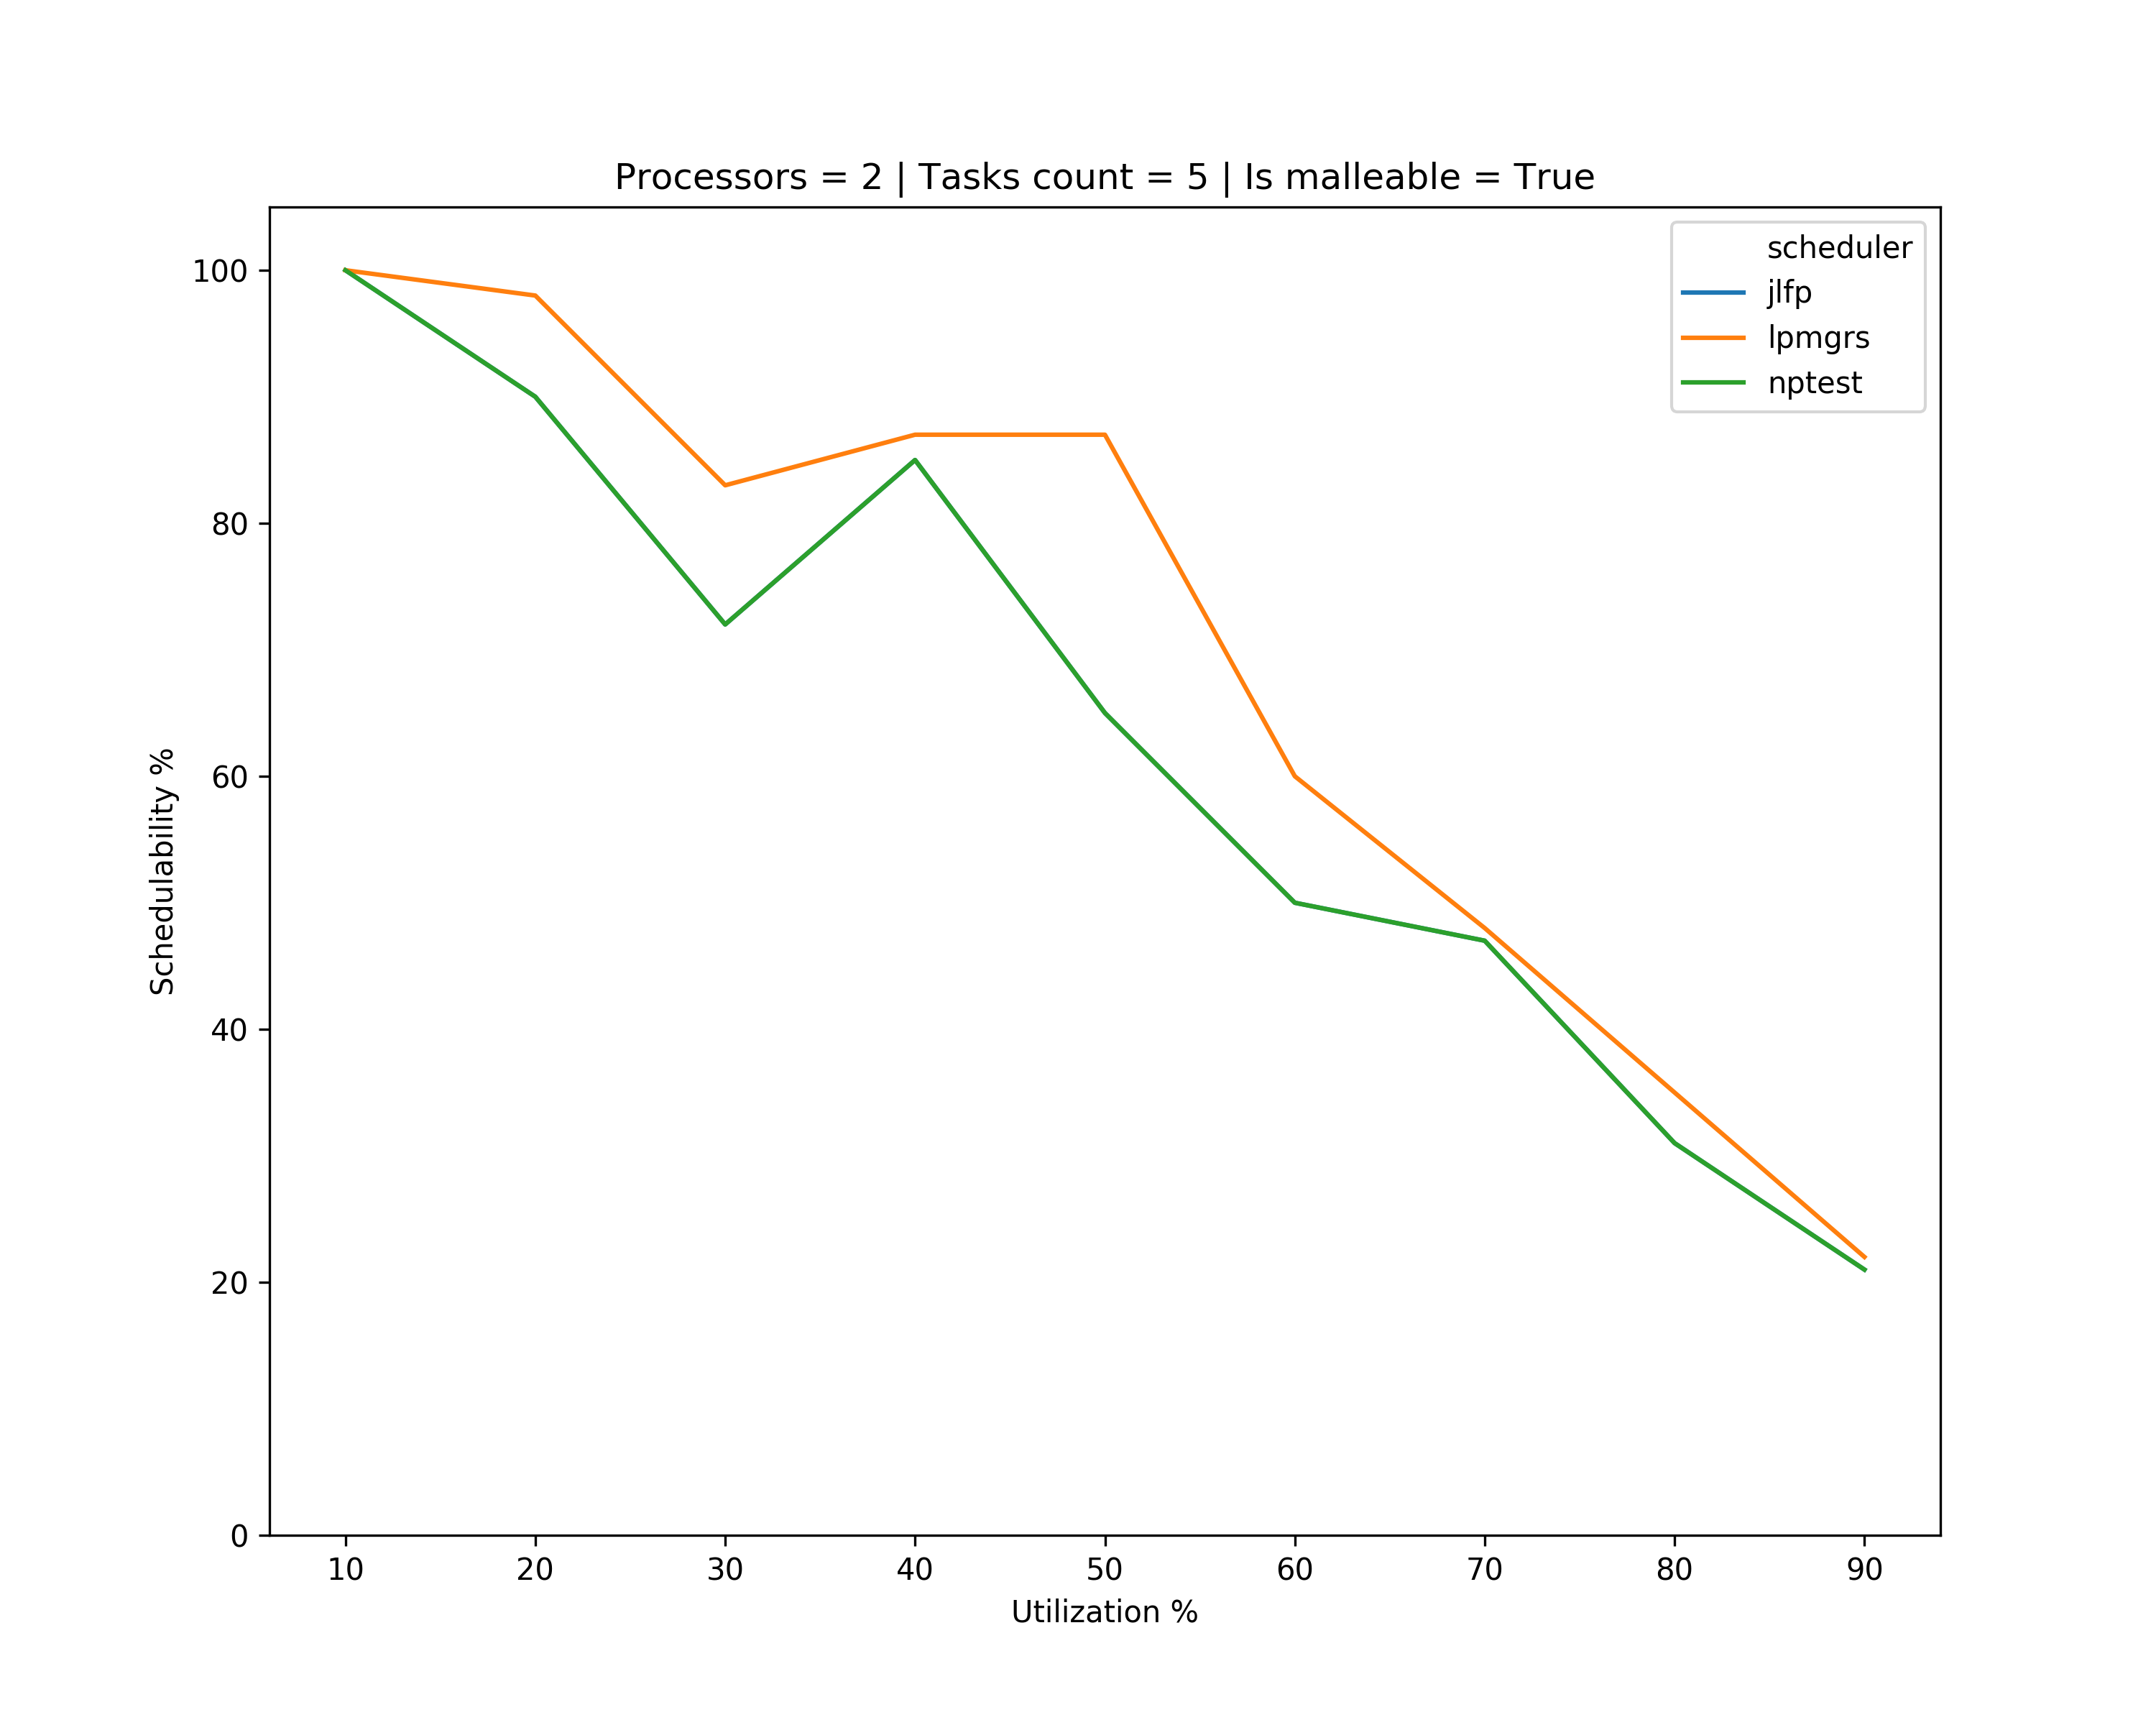 Processors = 2 | Tasks count = 5 | Is malleable = True
scheduler
jlfp
lpmgrs
nptest
100
80
60
40
20
0
Schedulability %
10 20 30 40 50 60 70 80 90
Utilization %